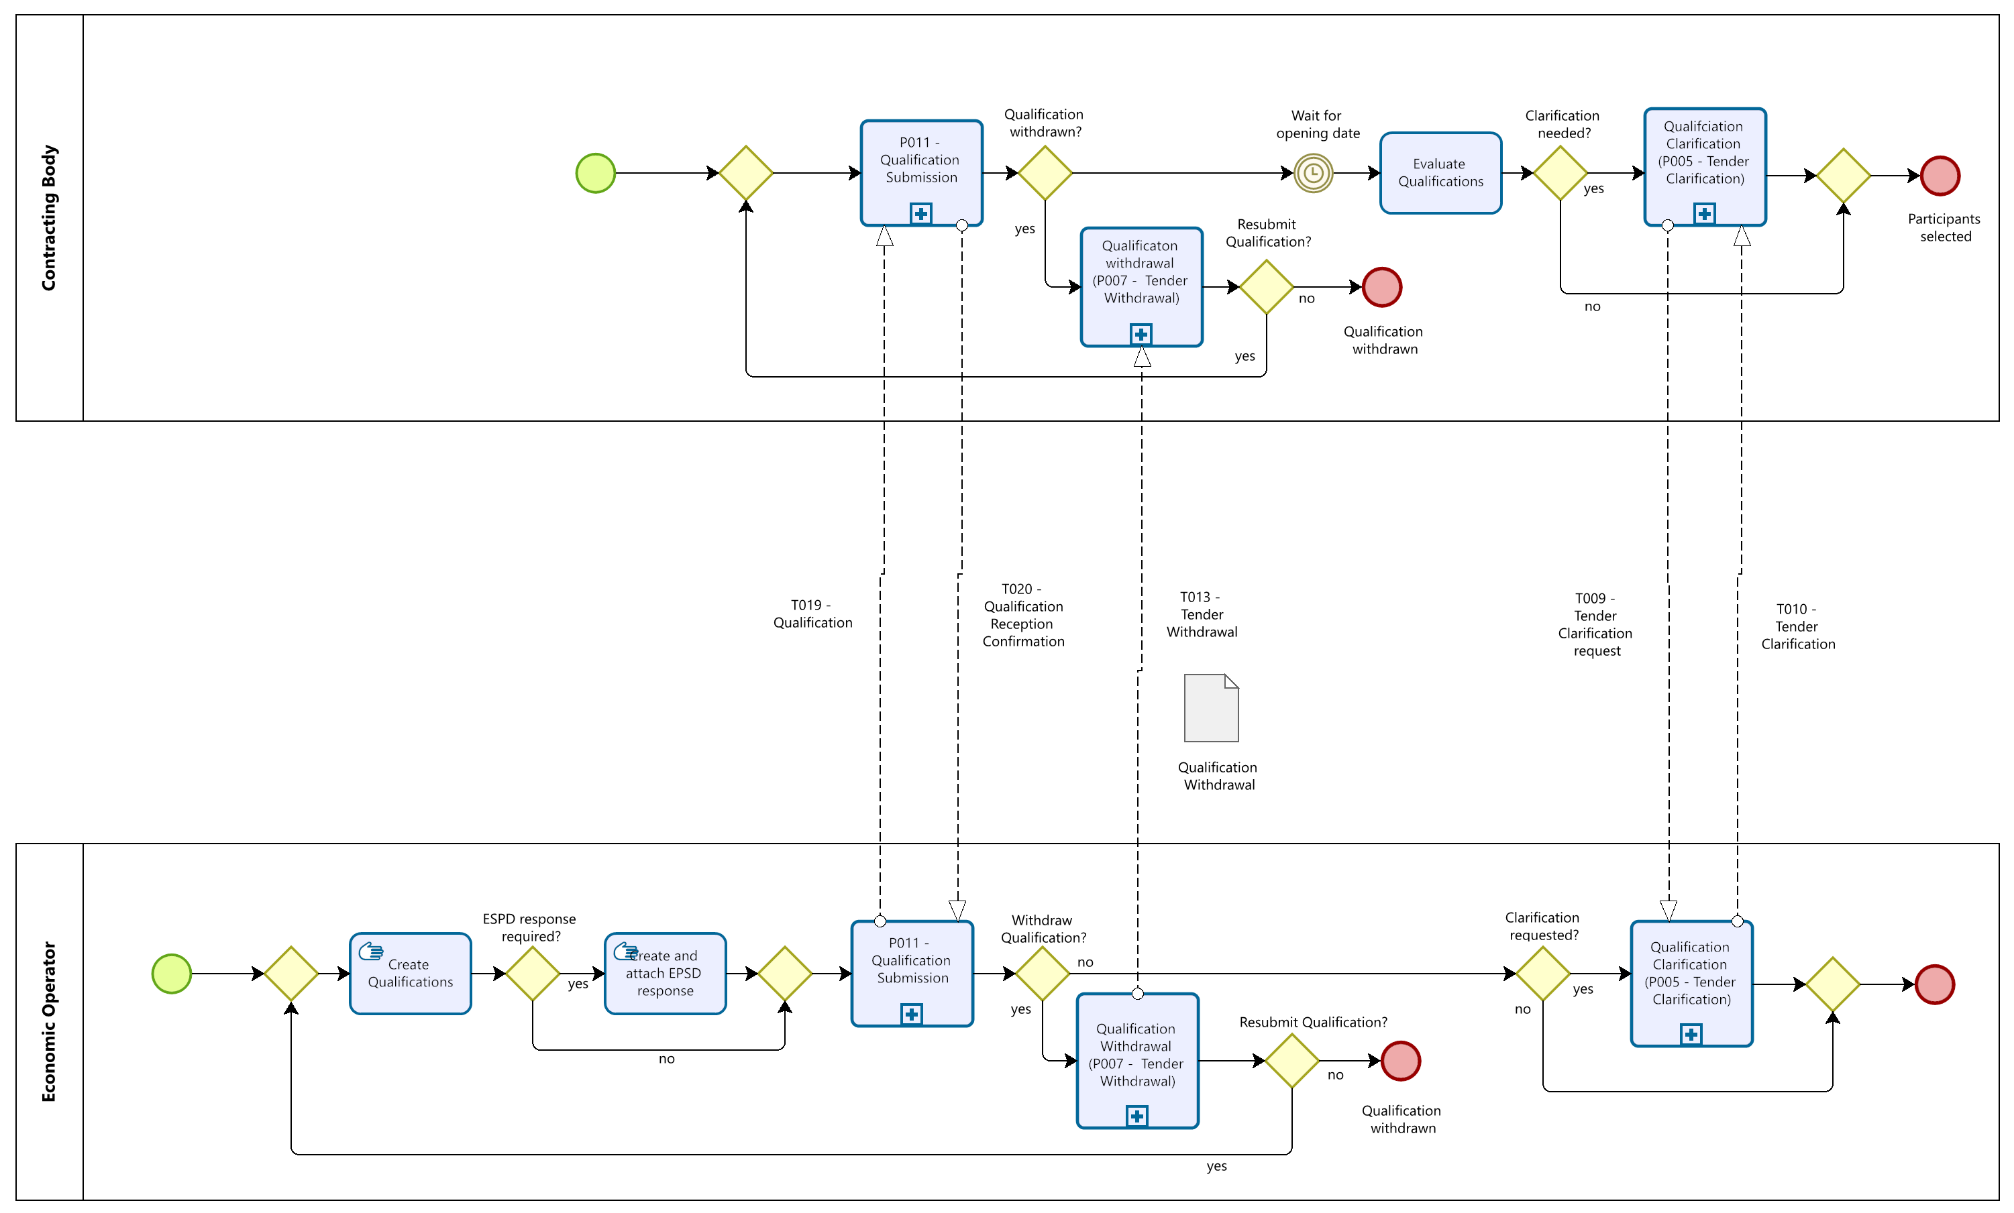 Contracting Body
P011 -
Qualification
Submission
Qualification
withdrawn?
Wait for
opening date
Evaluate
Qualifications
Clarification
needed?
yes
Qualifciation
Clarification
(P005 - Tender
Clarification)
Participants
selected
yes
Qualificaton
withdrawal
(P007 -  Tender
Withdrawal)
Resubmit
Qualification?
no
Qualification
withdrawn
yes
no
T019 -
Qualification
T020 -
Qualification
Reception
Confirmation
T013 -
Tender
Withdrawal
T009 -
Tender
Clarification
request
T010 -
Tender
Clarification
Qualification
Withdrawal
Economic Operator
Create
Qualifications
ESPD response
required?
yes
no
Create and
attach EPSD
response
P011 -
Qualification
Submission
Withdraw
Qualification?
no
yes
Qualification
Withdrawal
(P007 -  Tender
Withdrawal)
Resubmit Qualification?
no
Qualification
withdrawn
yes
Clarification
requested?
yes
no
Qualification
Clarification
(P005 - Tender
Clarification)